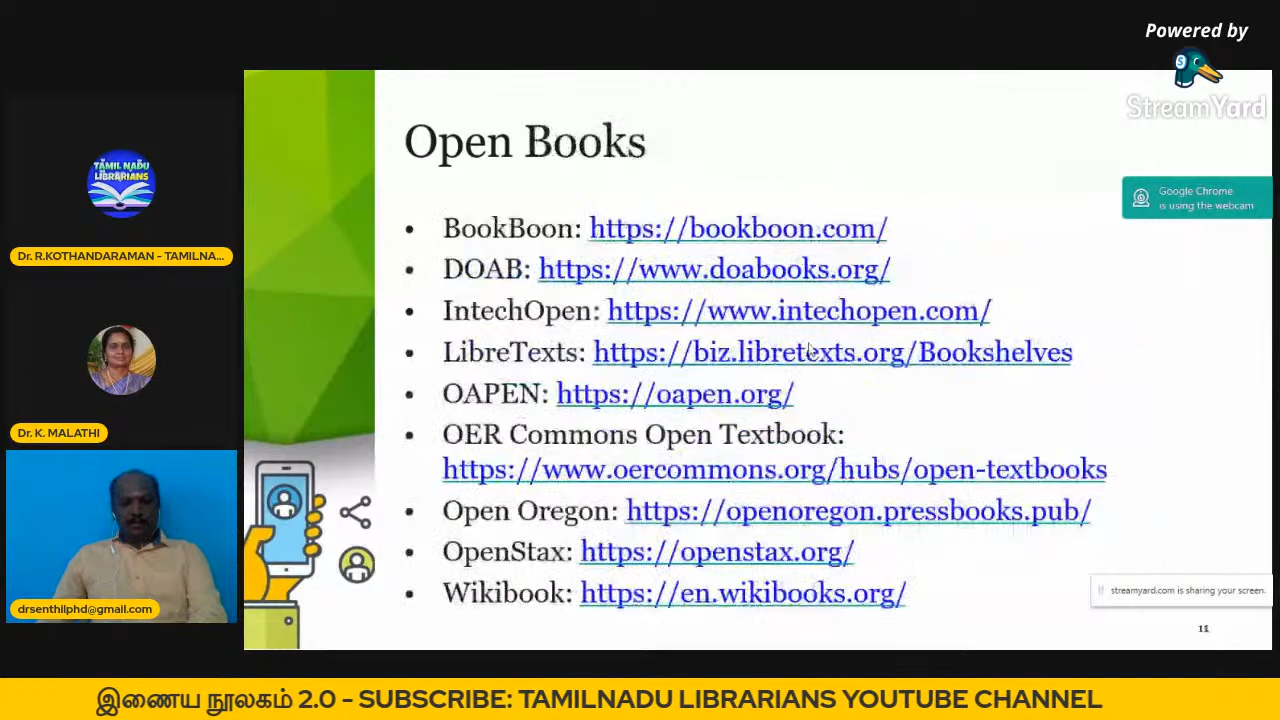 Powered by
StreamYard
Open Books
Google Chrome
is using the webcam
TAMIL NADU
LIBRARIANS
Dr. R.KOTHANDARAMAN - TAMILNA...
Dr. K. MALATHI
drsenthilphd@gmail.com
• BookBoon: https://bookboon.com/
• DOAB: https://www.doabooks.org/
• IntechOpen: https://www.intechopen.com/
• LibreTexts: https://biz.libretexts.org/Bookshelves
• OAPEN: https://oapen.org/
• OER Commons Open Textbook:
https://www.oercommons.org/hubs/open-textbooks
• Open Oregon: https://openoregon.pressbooks.pub/
• OpenStax: https://openstax.org/
• Wikibook: https://en.wikibooks.org/
streamyard.com is sharing your screen.
11
இணைய நூலகம் 2.0 - SUBSCRIBE: TAMILNADU LIBRARIANS YOUTUBE CHANNEL